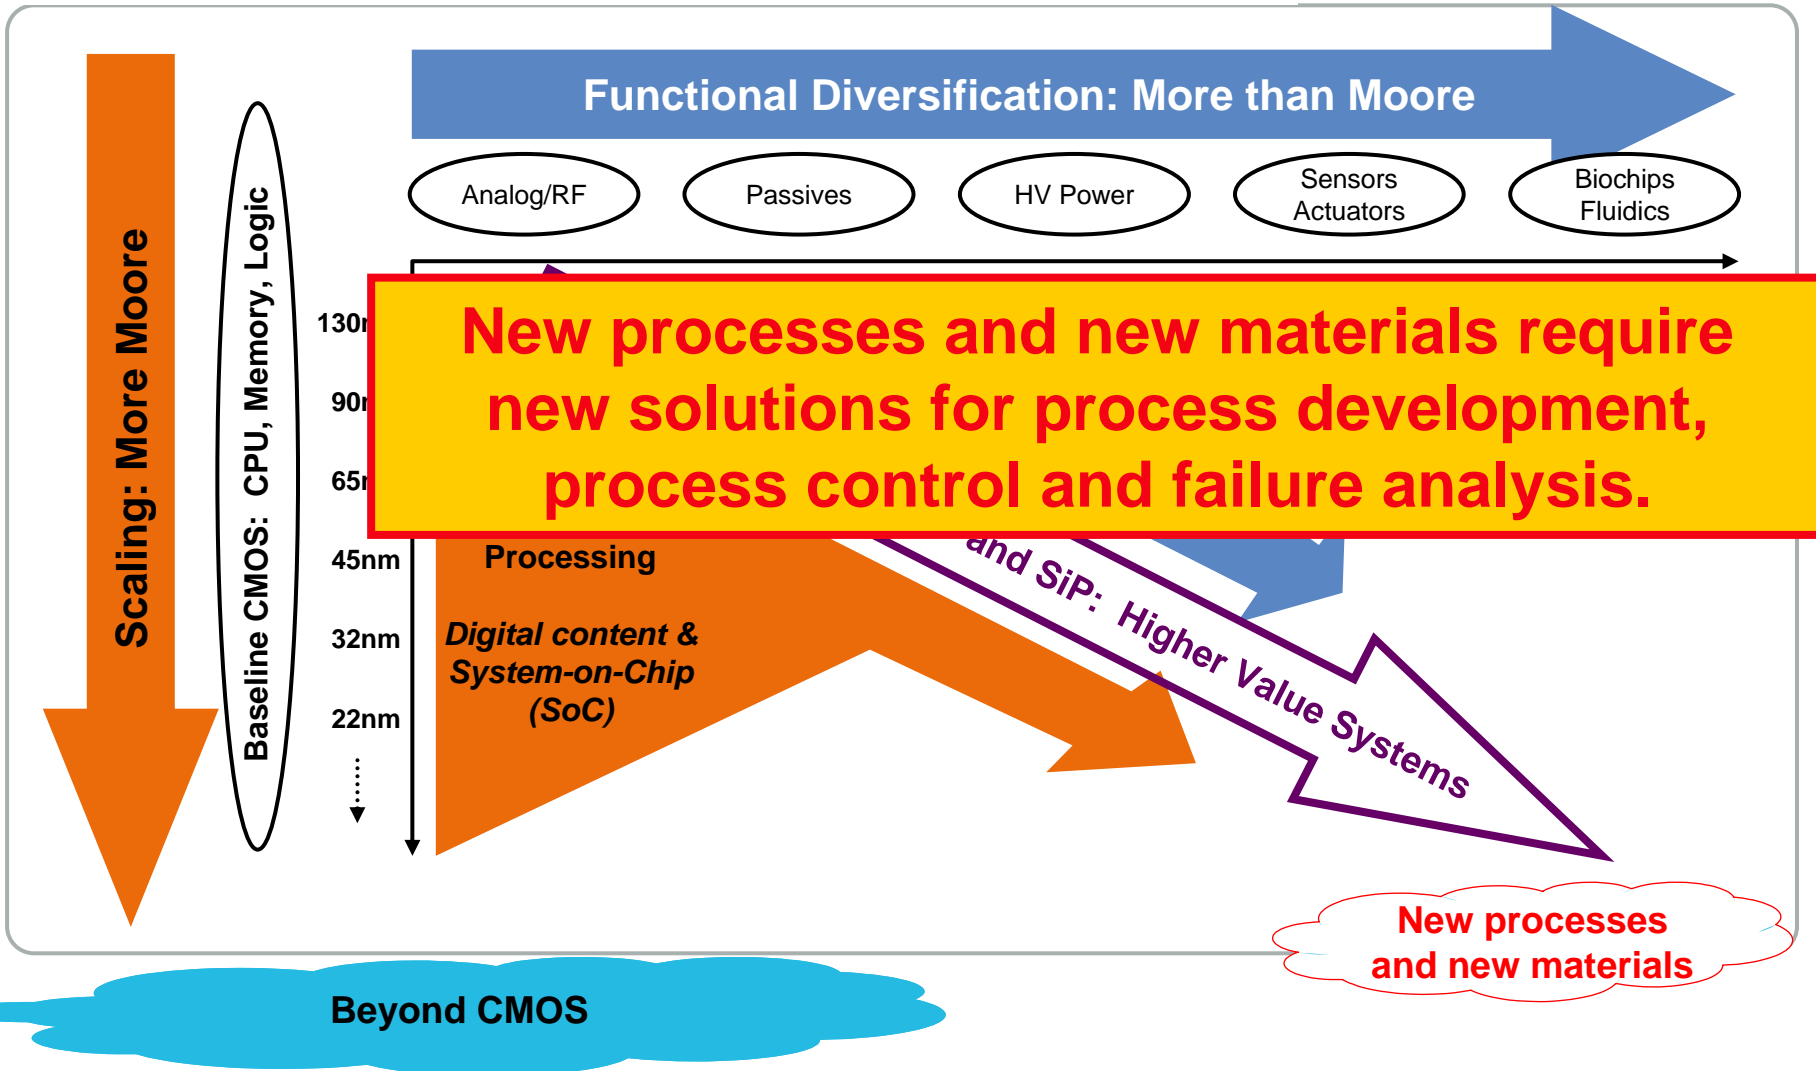 Functional Diversification: More than Moore
Analog/RF
Passives
HV Power
Sensors
Actuators
Biochips
Fluidics
Scaling: More Moore
Baseline CMOS: CPU, Memory, Logic
130n
90n
65n
45nm
32nm
22nm
New processes and new materials require
new solutions for process development,
process control and failure analysis.
Processing
Digital content &
System-on-Chip
(SoC)
and SiP: Higher Value Systems
New processes
and new materials
Beyond CMOS